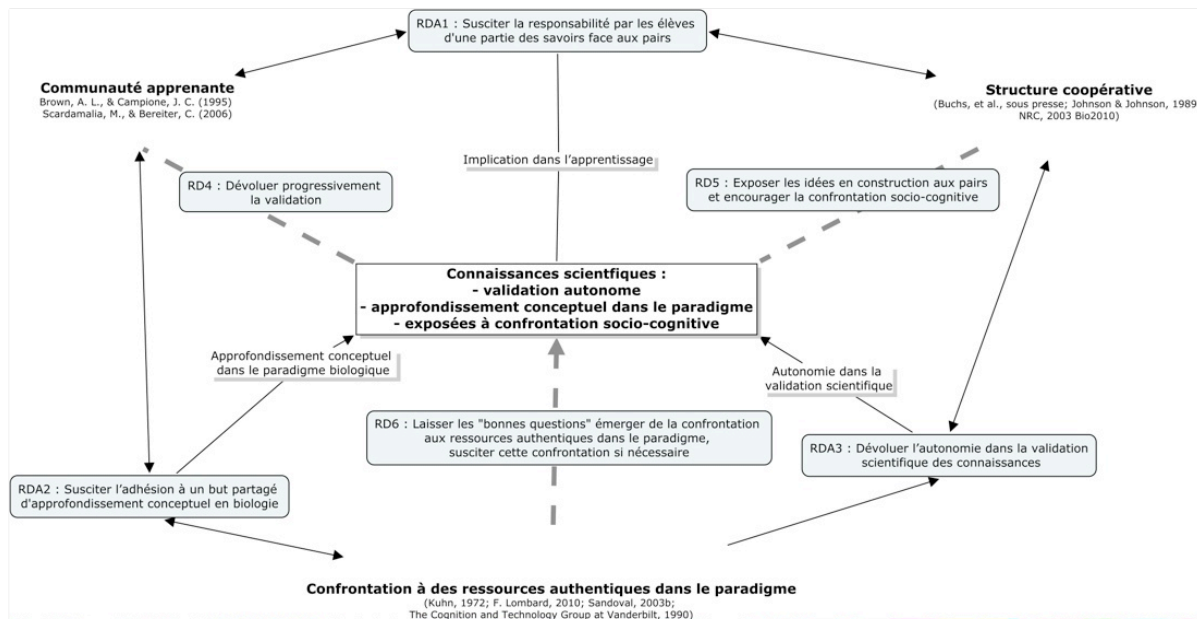 RDA1 : Susciter la responsabilité par les élèves
d'une partie des savoirs face aux pairs
Communauté apprenante
Brown, A. L., & Campione, J. C. (1995)
Scardamalia, M., & Bereiter, C. (2006)
Structure coopérative
(Buchs, et al., sous presse; Johnson & Johnson, 1989
NRC, 2003 Bio2010)
Implication dans l'apprentissage
RD4 : Dévoluer progressivement
la validation
RD5 : Exposer les idées en construction aux pairs
et encourager la confrontation socio-cognitive
Connaissances scientfiques :
- validation autonome
- approfondissement conceptuel dans le paradigme
- exposées à confrontation socio-cognitive
Approfondissement conceptuel
dans le paradigme biologique
Autonomie dans la
validation scientifique
RD6 : Laisser les "bonnes questions" émerger de la confrontation
aux ressources authentiques dans le paradigme,
susciter cette confrontation si nécessaire
RDA3 : Dévoluer l'autonomie dans la validation
scientifique des connaissances
RDA2 : Susciter l'adhésion à un but partagé
d'approfondissement conceptuel en biologie
Confrontation à des ressources authentiques dans le paradigme
(Kuhn, 1972; F. Lombard, 2010; Sandoval, 2003b;
The Cognition and Technology Group at Vanderbilt, 1990)